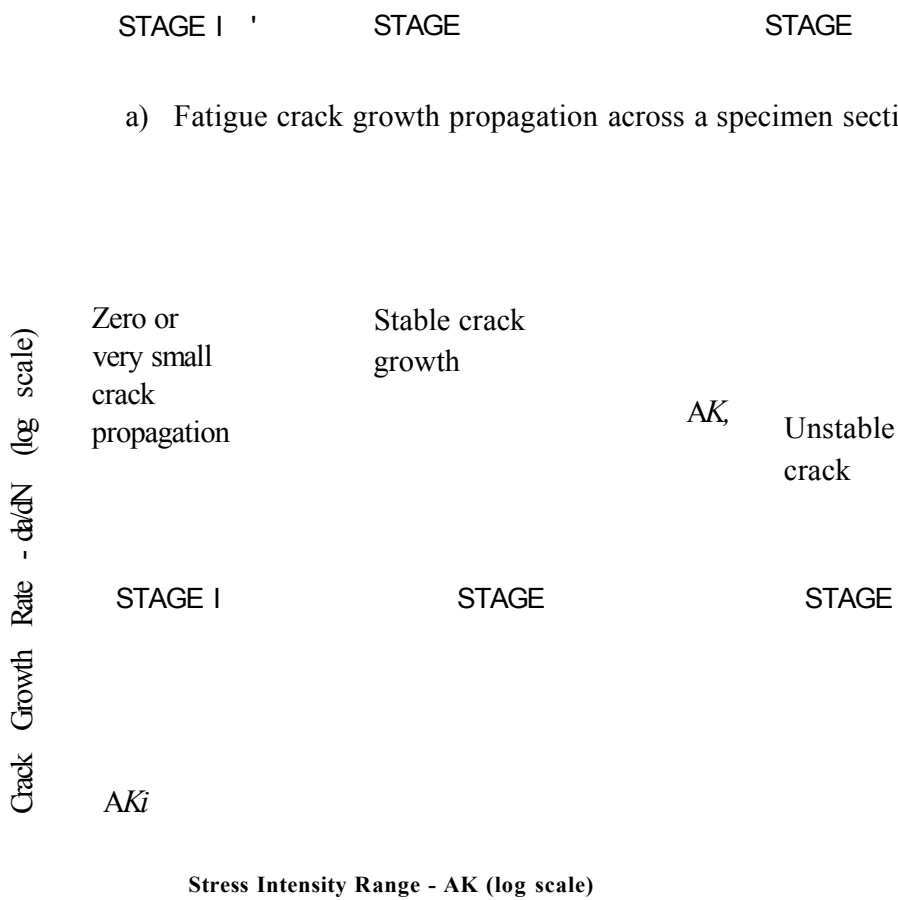 STAGE I ' STAGE STAGE
a) Fatigue crack growth propagation across a specimen secti
Zero or
very small
crack
propagation
Stable crack
growth
AK,
Unstable
crack
Crack Growth Rate - da/dN (log scale)
STAGE I STAGE STAGE
AKi
Stress Intensity Range - AK (log scale)